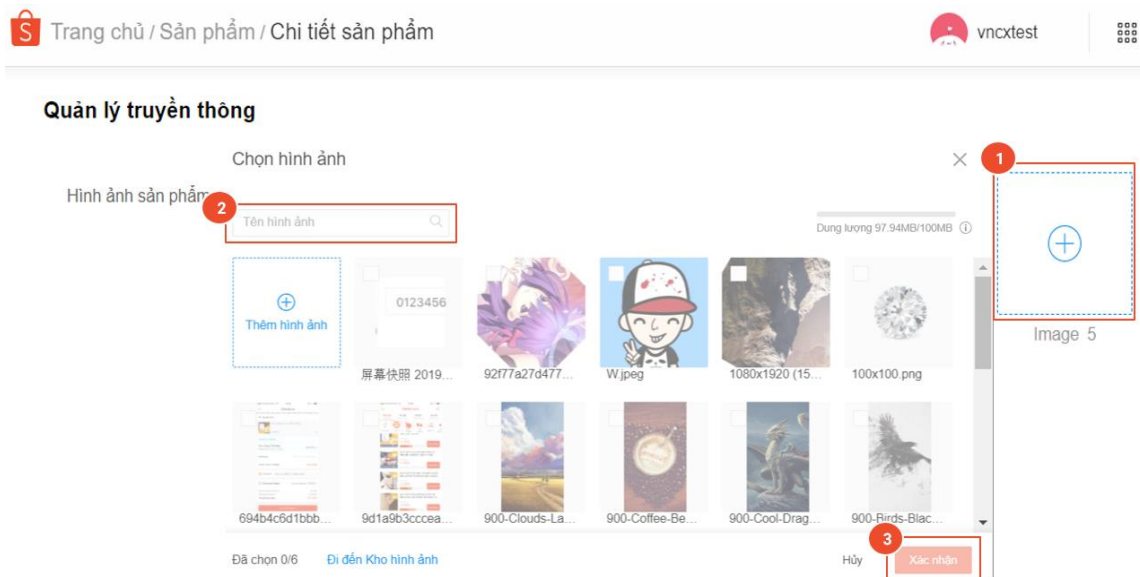 Trang chủ / Sản phẩm / Chi tiết sản phẩm
vncxtest
Quản lý truyền thông
Chọn hình ảnh
1
Hình ảnh sản phẩm
2
Tên hình ảnh
Dung lượng 97.94MB/100MB
Thêm hình ảnh
0123456
Image 5
屏幕快照 2019...
92f77a27d477...
W.jpeg
1080x1920 (15...
100x100.png
694b4c6d1bbb...
9d1a9b3cccea...
900-Clouds-La...
900-Coffee-Be...
900-Cool-Drag...
900-Birds-Blac...
3
Đã chọn 0/6
Đi đến Kho hình ảnh
Hủy
Xác nhận